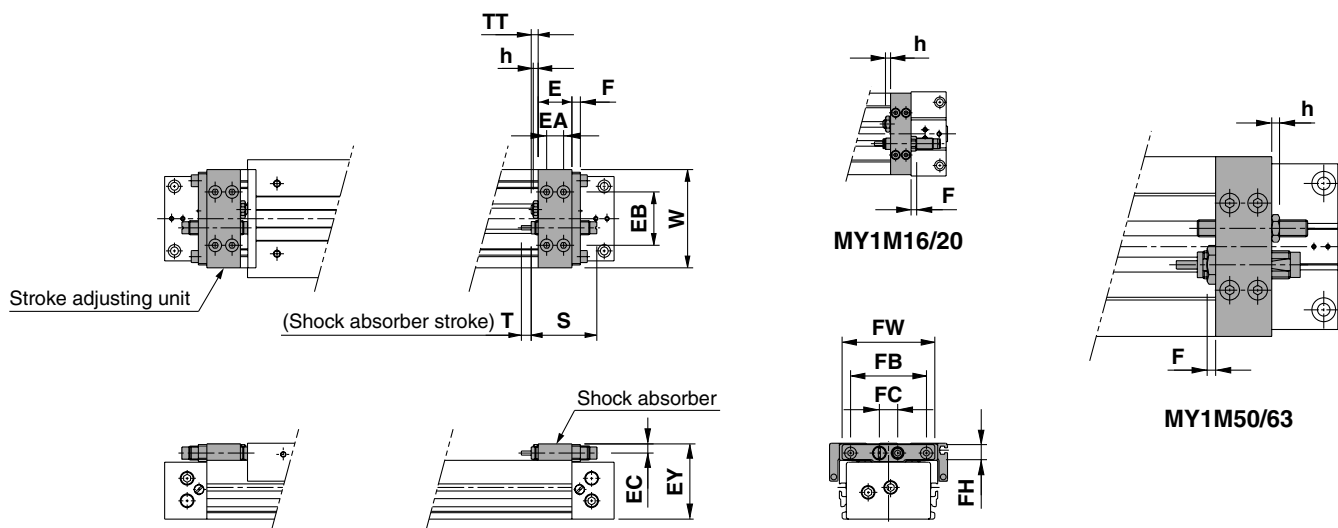 TT
h
E
F
EA
EB
W
Stroke adjusting unit
(Shock absorber stroke)
T
S
h
F
MY1M16/20
h
F
MY1M50/63
Shock absorber
EC
EY
FW
FB
FC
FH